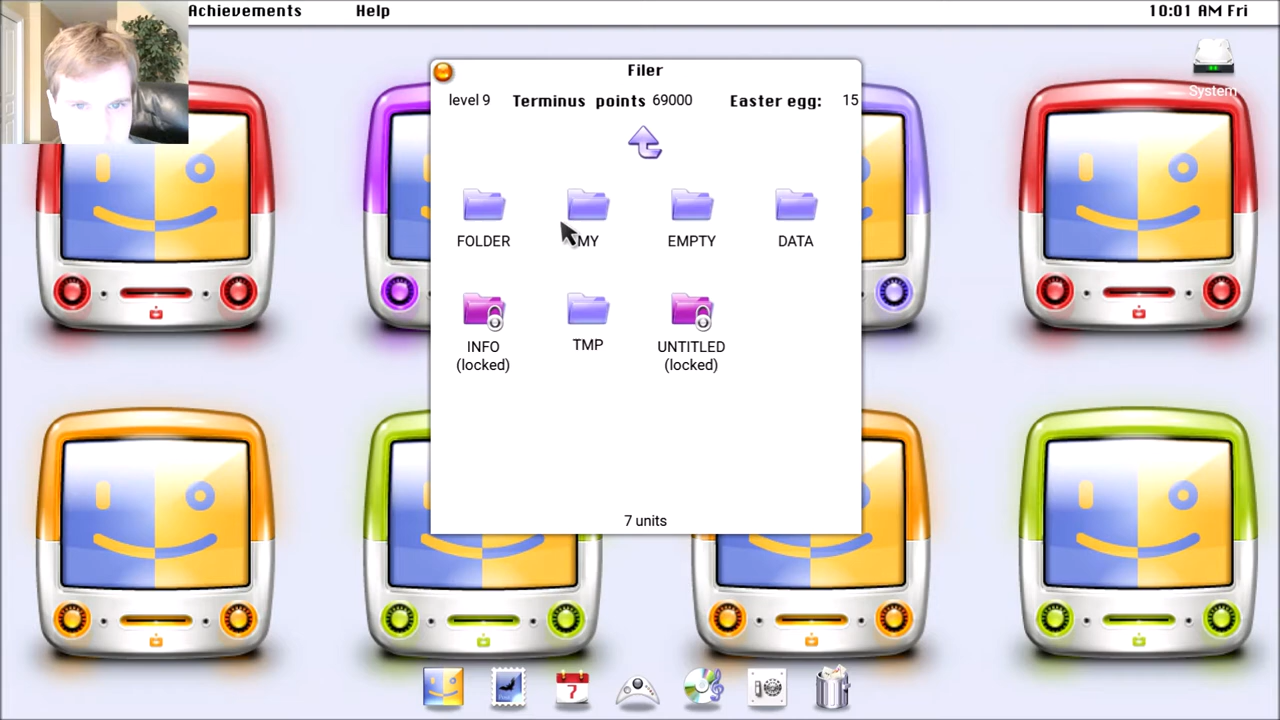 Achievements Help 10:01 AM Fri
Filer
level 9 Terminus points 69000 Easter egg: 15
System
FOLDER MY EMPTY DATA
INFO (locked) TMP UNTITLED (locked)
7 units
7